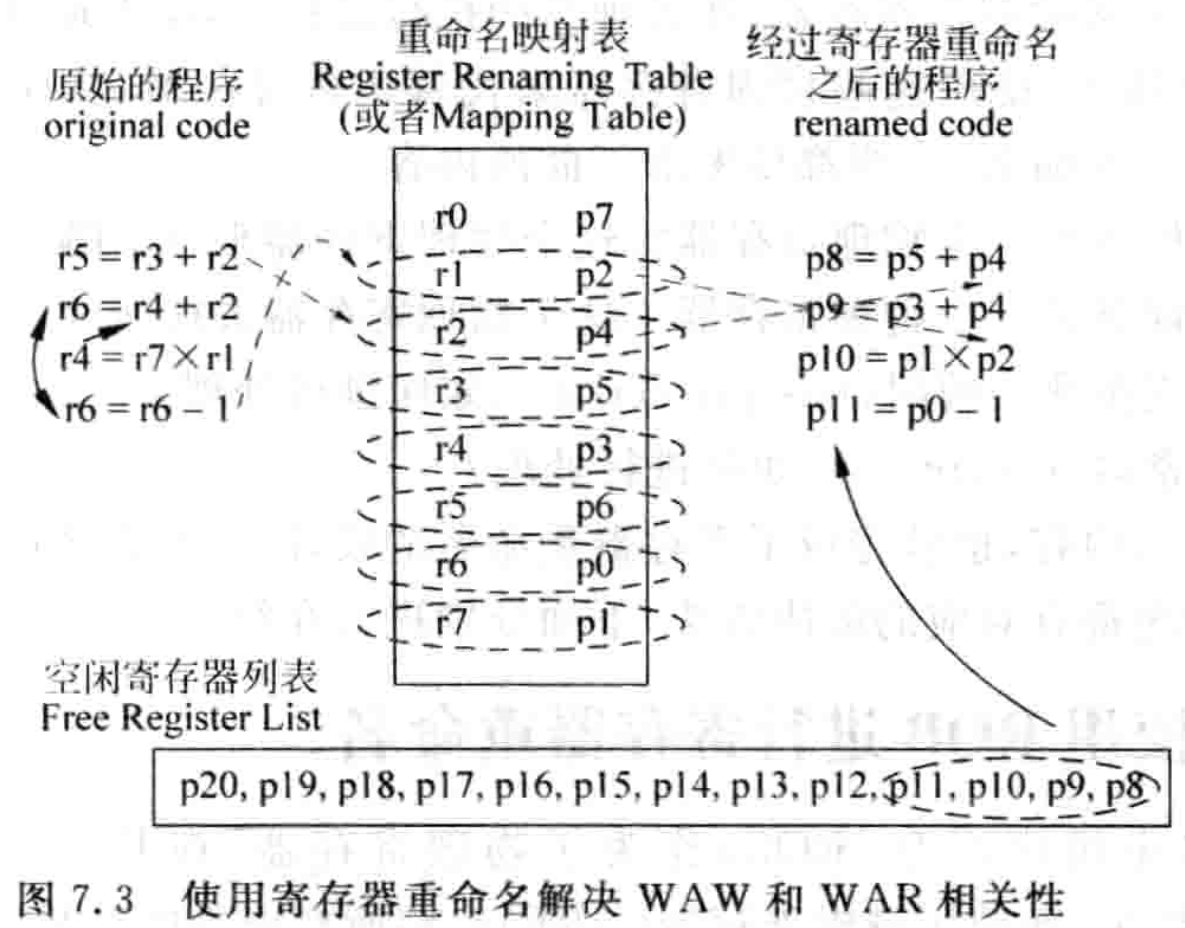 原始的程序
original code
重命名映射表
Register Renaming Table
(或者Mapping Table)
经过寄存器重命名
之后的程序
renamed code
r5 = r3 + r2
r6 = r4 + r2
r4 = r7×r1
r6 = r6 – 1
r0 p7
r1 p2
r2 p4
r3 p5
r4 p3
r5 p6
r6 p0
r7 p1
p8 = p5 + p4
p9 = p3 + p4
p10 = p1×p2
p11 = p0 – 1
空闲寄存器列表
Free Register List
p20, p19, p18, p17, p16, p15, p14, p13, p12, p11, p10, p9, p8
图 7.3 使用寄存器重命名解决 WAW 和 WAR 相关性